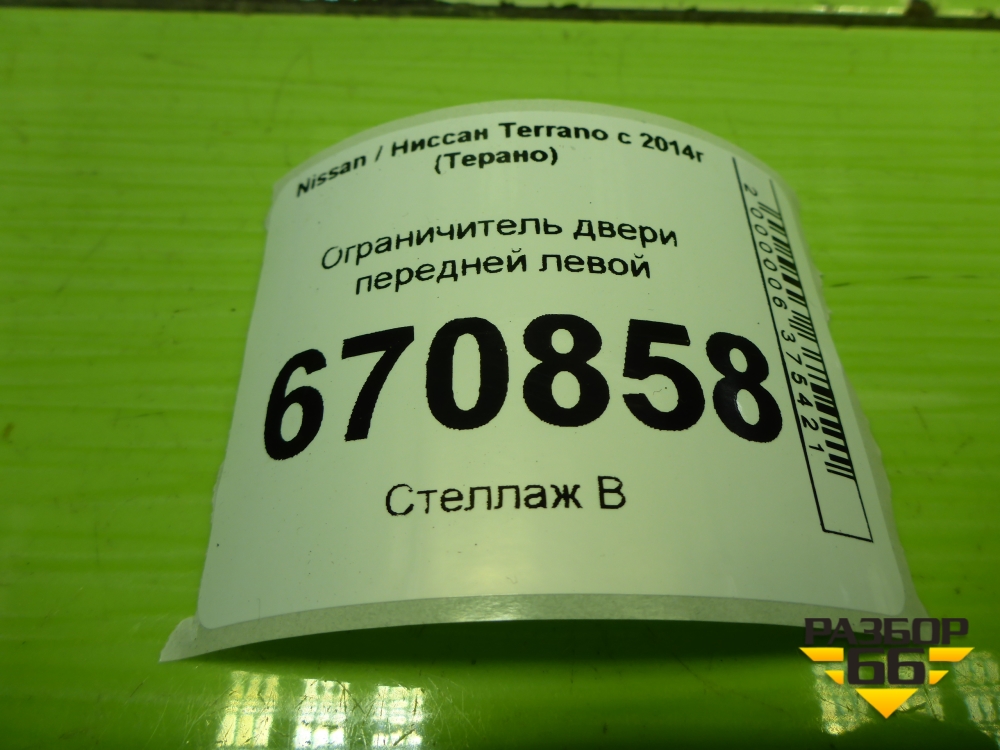 Nissan / Ниссан Terrano с 2014г
(Терано)
Ограничитель двери
передней левой
670858
Стеллаж В
2000006375421
РАЗБОР
66